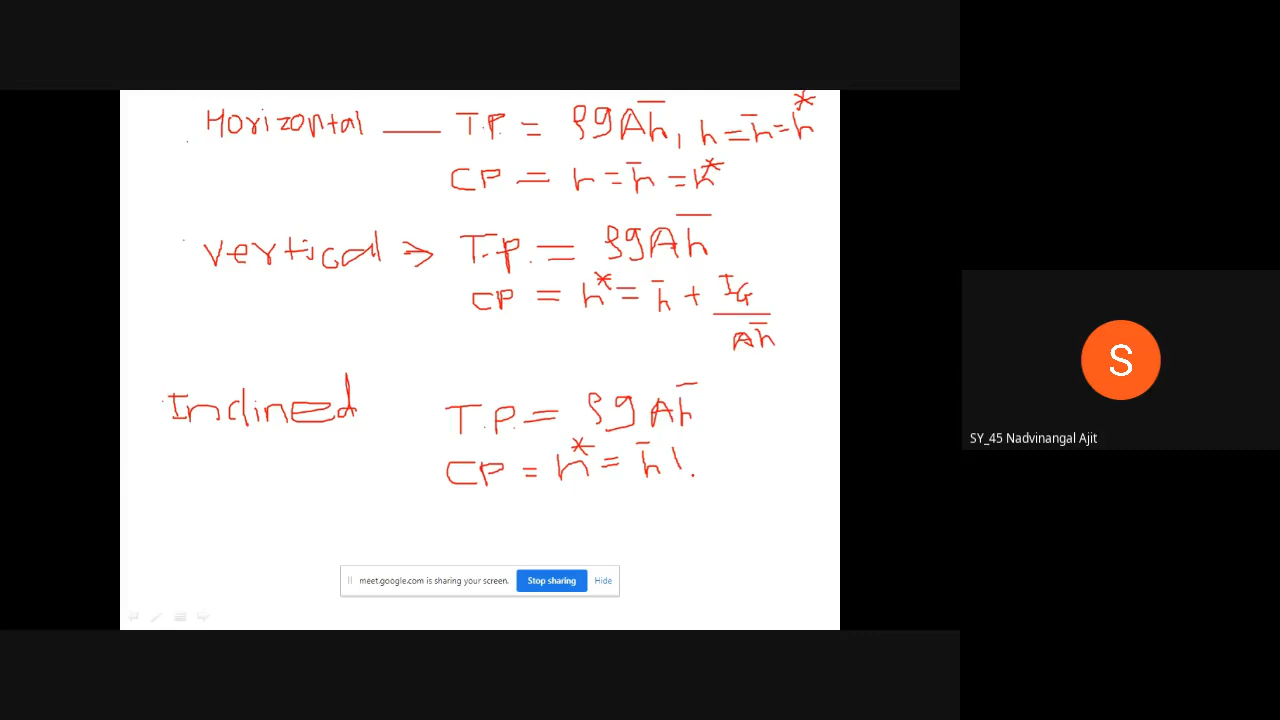 Horizontal — T.P. = ρgAh̅, h = h̅ = h*
CP = h = h̅ = h*
Vertical → T.P. = ρgAh̅
CP = h* = h̅ + IG / Ah̅
Inclined T.P. = ρgAh̅
CP = h* = h̅
S
SY_45 Nadvinangal Ajit
meet.google.com is sharing your screen. Stop sharing Hide